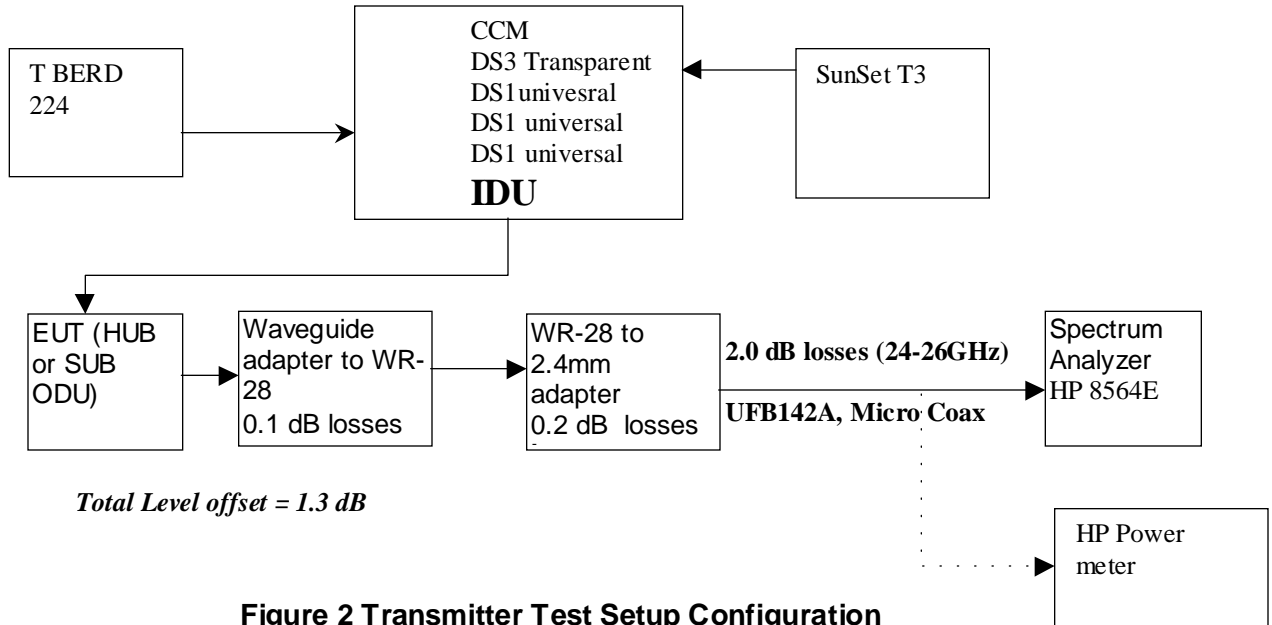 T BERD
224
CCM
DS3 Transparent
DS1univesral
DS1 universal
DS1 universal
IDU
SunSet T3
EUT (HUB
or SUB
ODU)
Waveguide
adapter to WR-
28
0.1 dB losses
WR-28 to
2.4mm
adapter
0.2 dB losses
2.0 dB losses (24-26GHz)
UFB142A, Micro Coax
Spectrum
Analyzer
HP 8564E
Total Level offset = 1.3 dB
HP Power
meter
Figure 2 Transmitter Test Setup Configuration